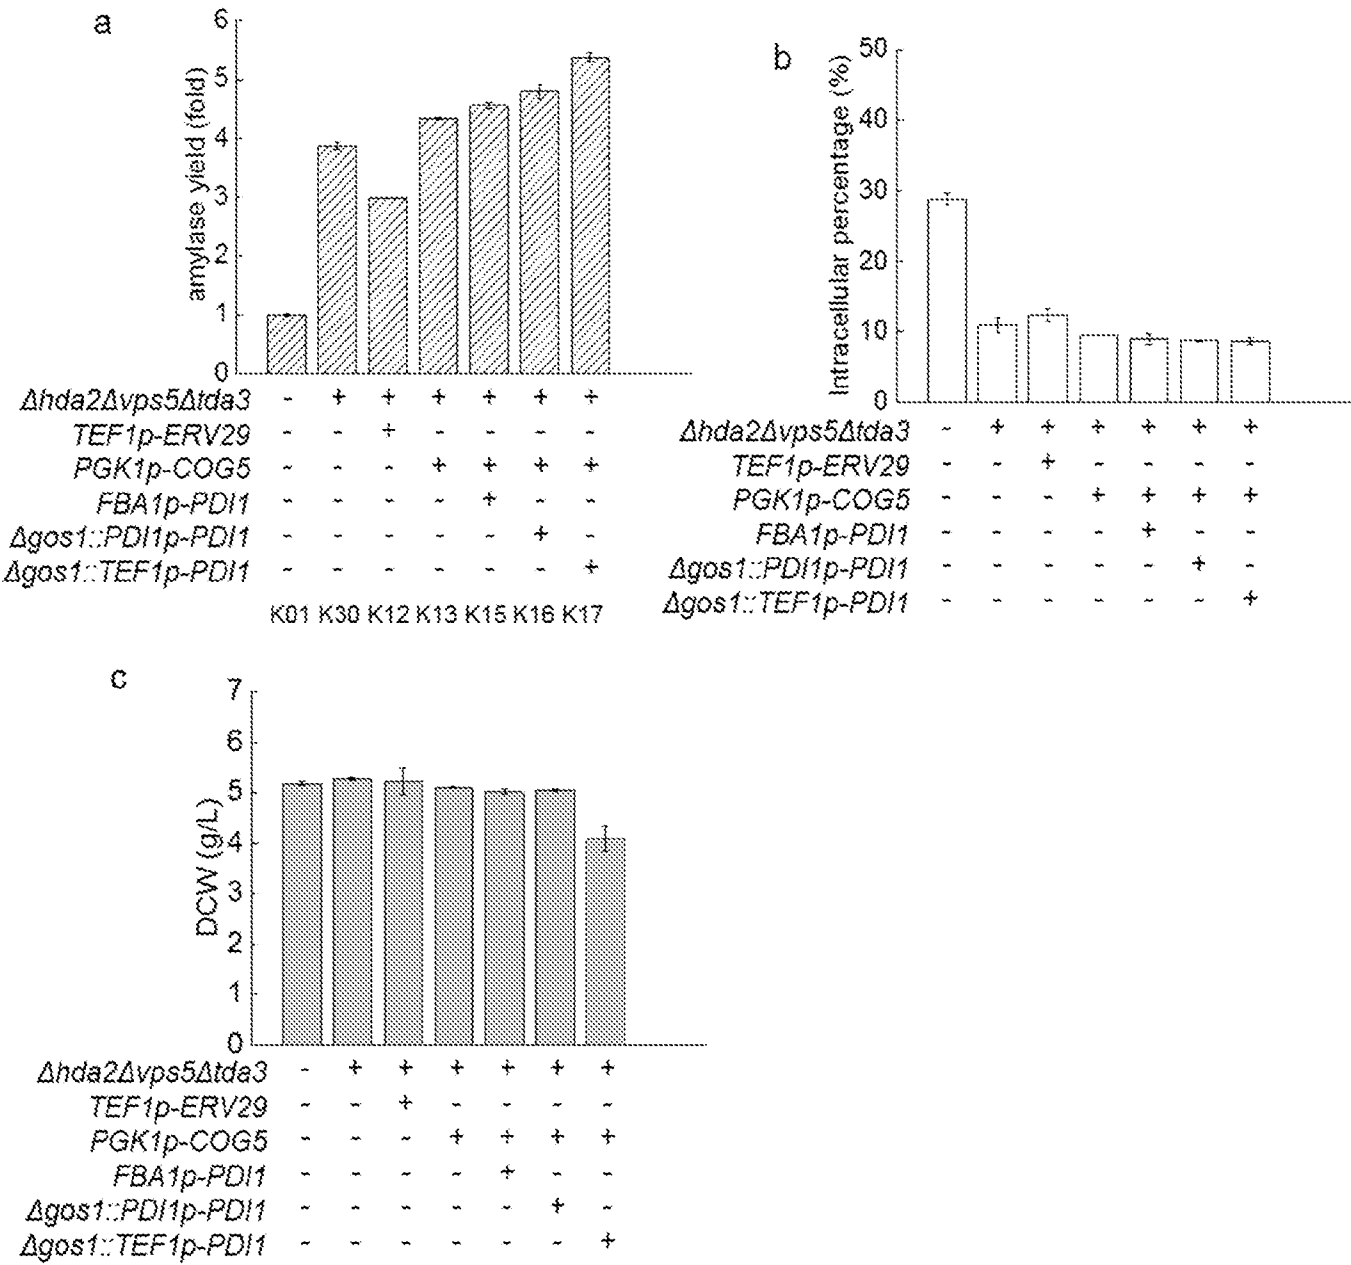 a
amylase yield (fold)
6
5
4
3
2
1
0
Δhda2Δvps5Δtda3 - + + + + + +
TEF1p-ERV29 - - + - - - -
PGK1p-COG5 - - - + + + +
FBA1p-PDI1 - - - - + - -
Δgos1::PDI1p-PDI1 - - - - - + -
Δgos1::TEF1p-PDI1 - - - - - - +
K01 K30 K12 K13 K15 K16 K17
b
Intracellular percentage (%)
50
40
30
20
10
0
Δhda2Δvps5Δtda3 - + + + + + +
TEF1p-ERV29 - - + - - - -
PGK1p-COG5 - - - + + + +
FBA1p-PDI1 - - - - + - -
Δgos1::PDI1p-PDI1 - - - - - + -
Δgos1::TEF1p-PDI1 - - - - - - +
c
DCW (g/L)
7
6
5
4
3
2
1
0
Δhda2Δvps5Δtda3 - + + + + + +
TEF1p-ERV29 - - + - - - -
PGK1p-COG5 - - - + + + +
FBA1p-PDI1 - - - - + - -
Δgos1::PDI1p-PDI1 - - - - - + -
Δgos1::TEF1p-PDI1 - - - - - - +